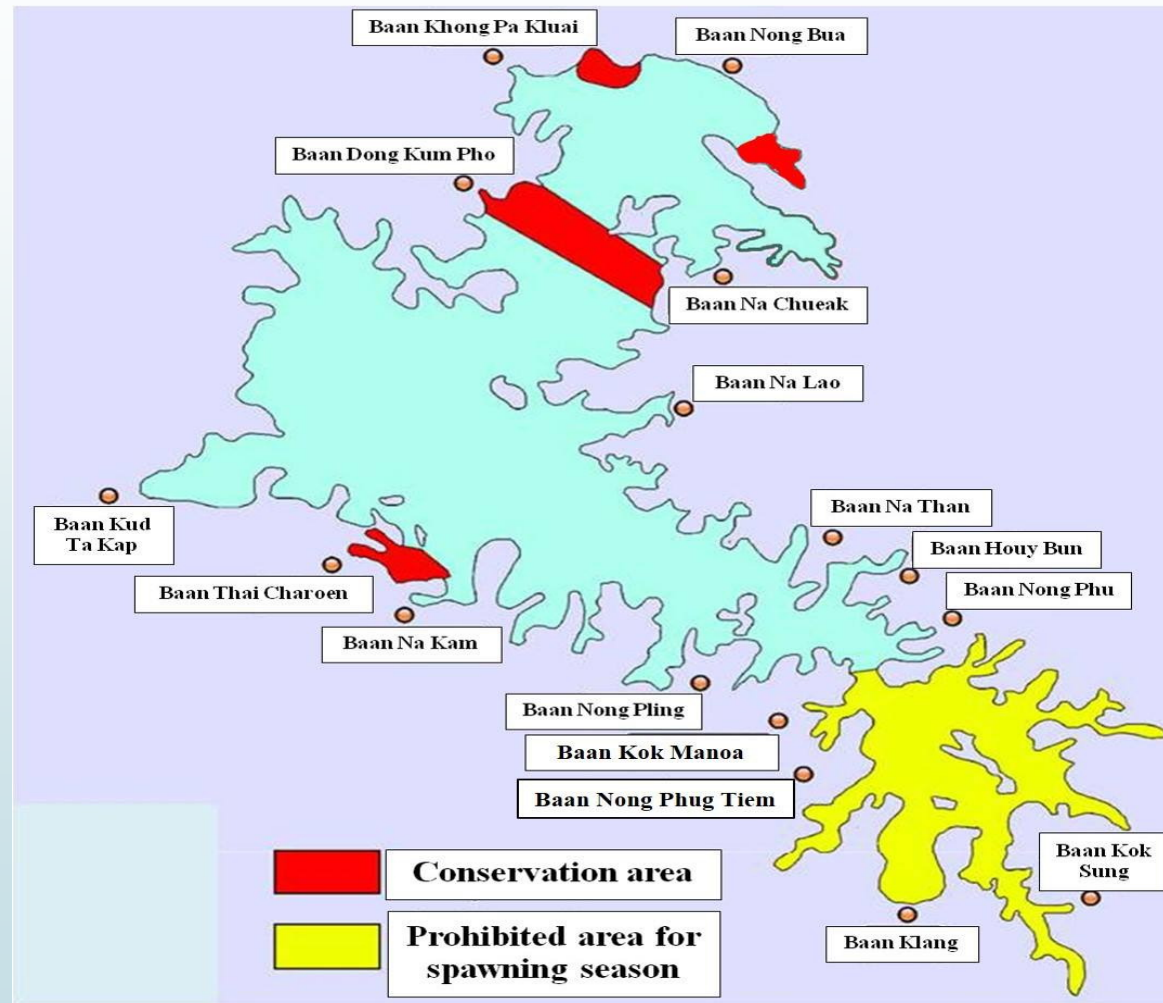 Baan Khong Pa Kluai
Baan Nong Bua
Baan Dong Kum Pho
Baan Na Chueak
Baan Na Lao
Baan Kud
Ta Kap
Baan Na Than
Baan Houy Bun
Baan Thai Charoen
Baan Nong Phu
Baan Na Kam
Baan Nong Pling
Baan Kok Manoa
Baan Nong Phug Tiem
Baan Kok
Sung
Baan Klang
Conservation area
Prohibited area for
spawning season